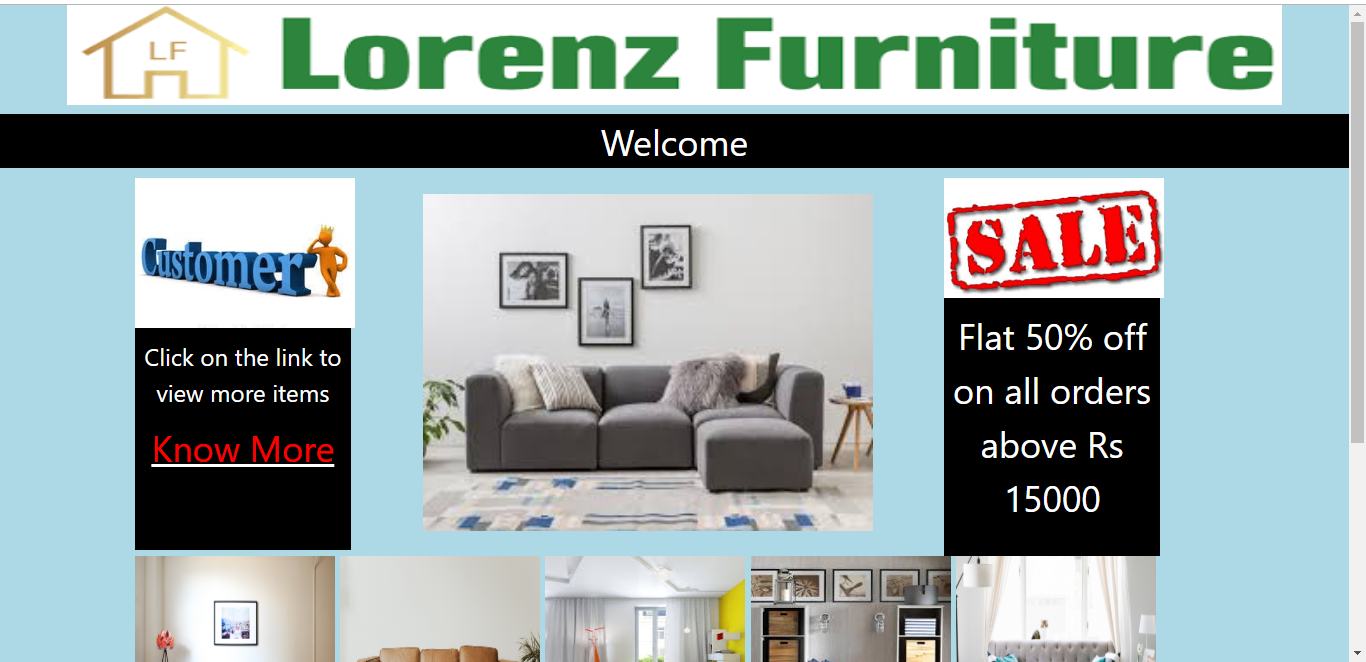 LF
Lorenz Furniture
Welcome
Customer
Click on the link to
view more items
Know More
SALE
Flat 50% off
on all orders
above Rs
15000